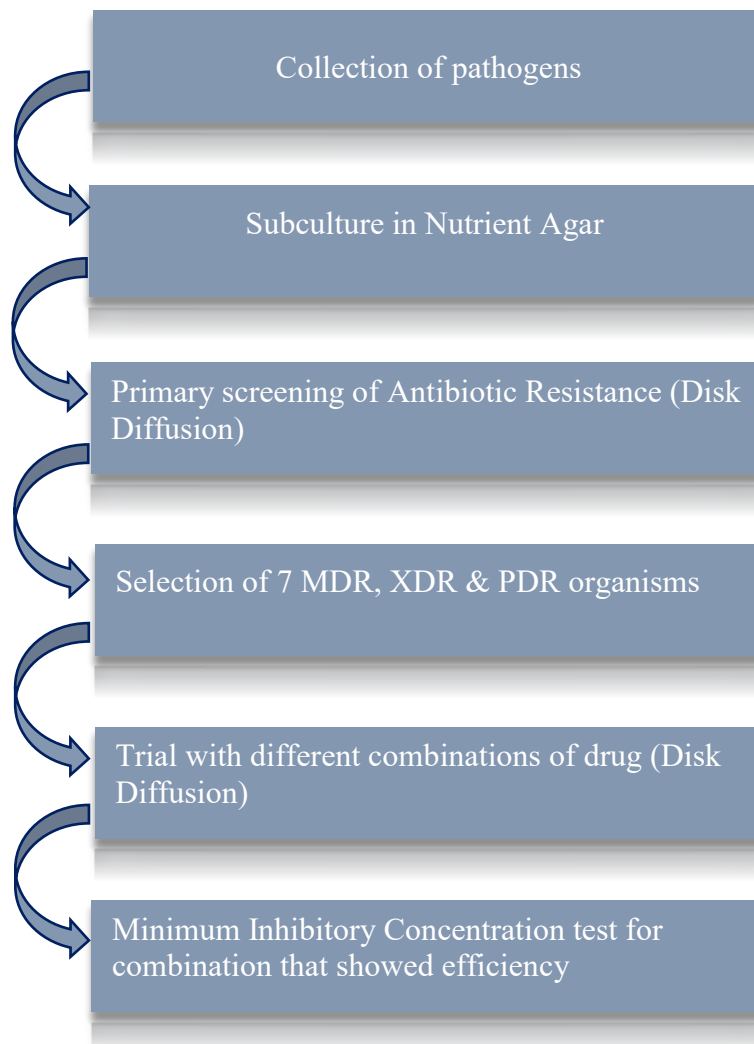 Collection of pathogens
Subculture in Nutrient Agar
Primary screening of Antibiotic Resistance (Disk
Diffusion)
Selection of 7 MDR, XDR & PDR organisms
Trial with different combinations of drug (Disk
Diffusion)
Minimum Inhibitory Concentration test for
combination that showed efficiency